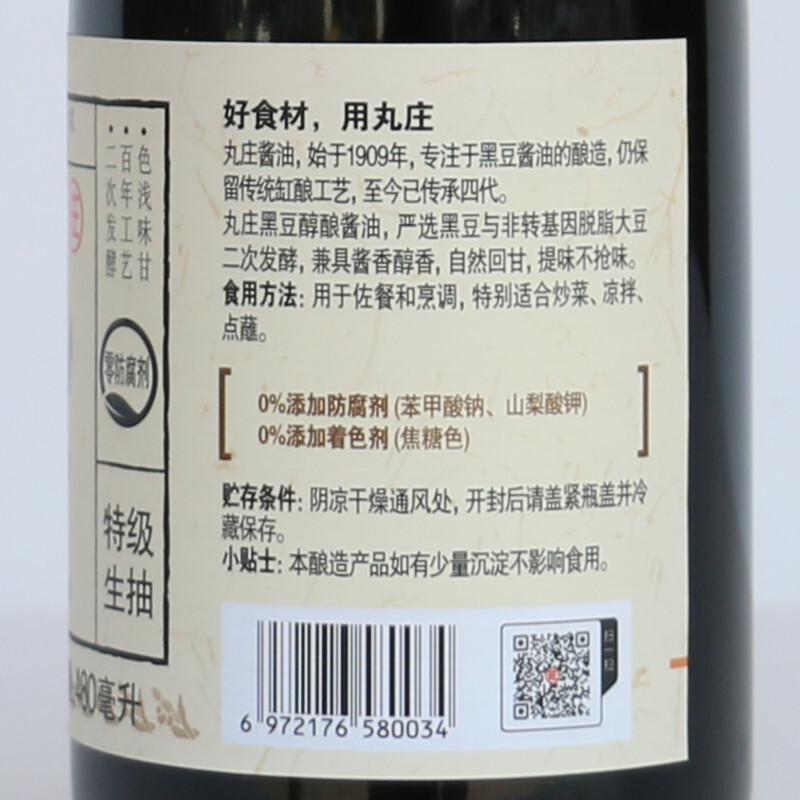 好食材，用丸庄
丸庄酱油，始于1909年，专注于黑豆酱油的酿造，仍保
留传统缸酿工艺，至今已传承四代。
丸庄黑豆醇酿酱油，严选黑豆与非转基因脱脂大豆
二次发酵，兼具酱香醇香，自然回甘，提味不抢味。
食用方法：用于佐餐和烹调，特别适合炒菜、凉拌、
点蘸。
0%添加防腐剂(苯甲酸钠、山梨酸钾)
0%添加着色剂(焦糖色)
贮存条件：阴凉干燥通风处，开封后请盖紧瓶盖并冷
藏保存。
小贴士：本酿造产品如有少量沉淀不影响食用。
6 972176 580034
扫一扫
色浅味甘
百年工艺
二次发酵
零防腐剂
特级
生抽
480毫升